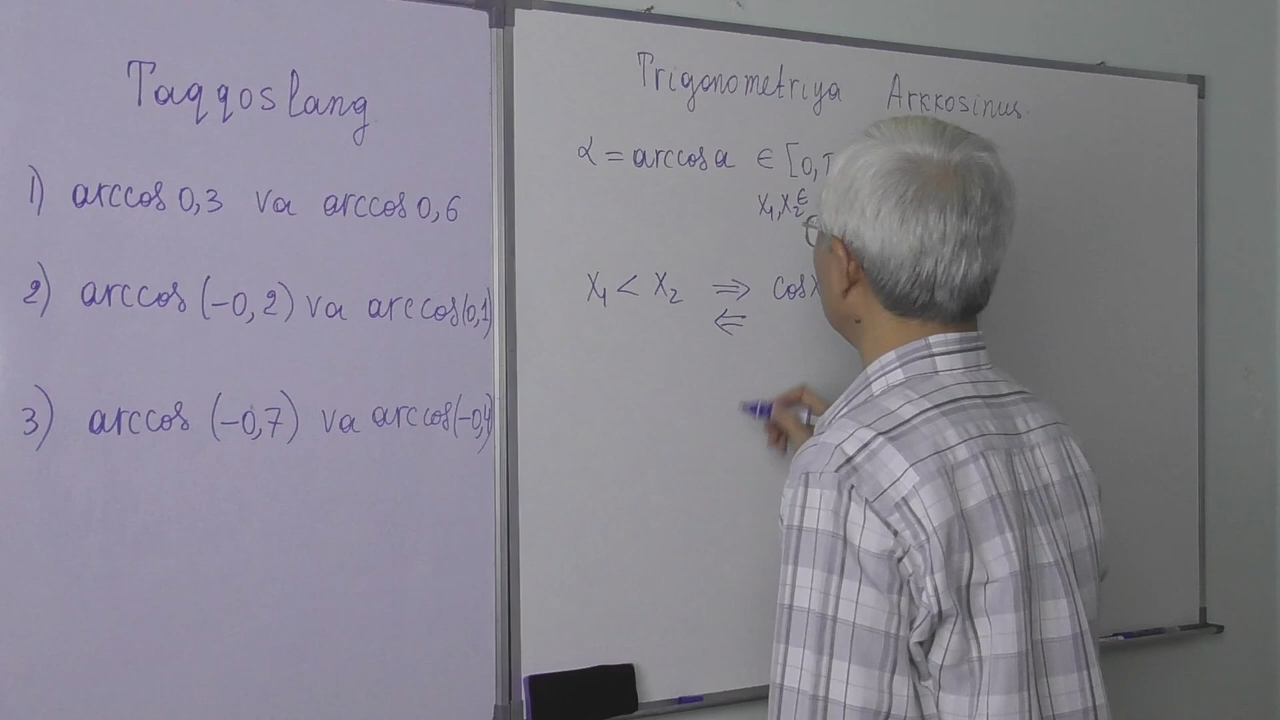 Taqqoslang
1) arccos 0,3 va arccos 0,6
2) arccos (-0,2) va arccos(0,1)
3) arccos (-0,7) va arccos(-0,4)
Trigonometriya Arkkosinus.
α = arccos a ∈ [0,π
x₁,x₂∈
x₁ < x₂ ⇒ cosx
⇐